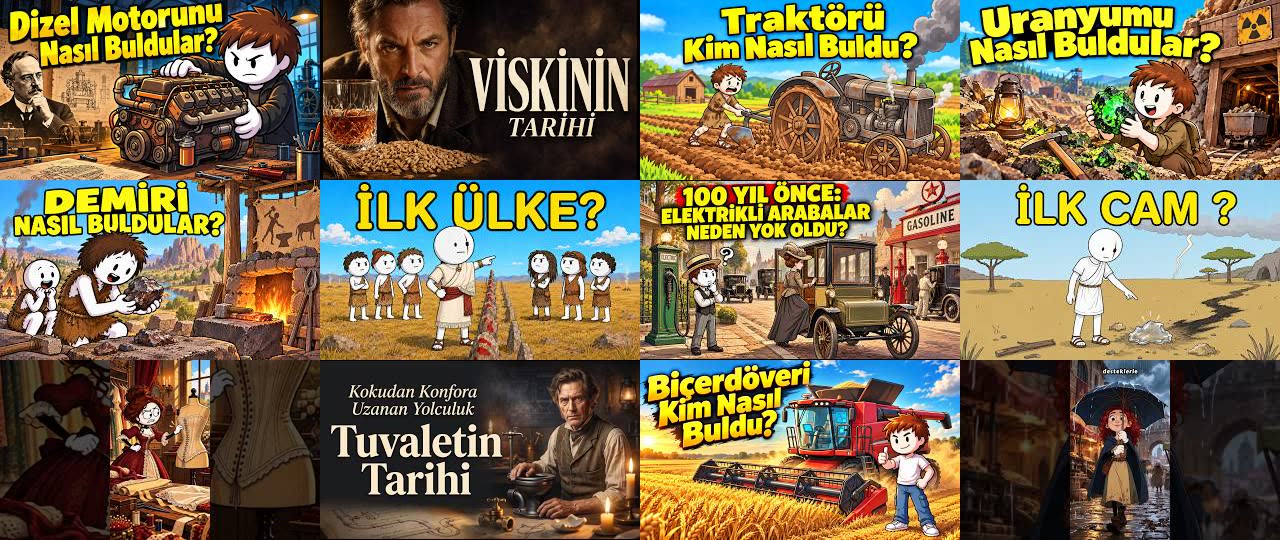 Dizel Motorunu
Nasıl Buldular?
VİSKİNİN
TARİHİ
Traktörü
Kim Nasıl Buldu?
Uranyumu
Nasıl Buldular?
DEMİRİ
NASIL BULDULAR?
İLK ÜLKE?
100 YIL ÖNCE:
ELEKTRİKLİ ARABALAR
NEDEN YOK OLDU?
GASOLINE
ELECTRIC
?
İLK CAM ?
Kokudan Konfora
Uzanan Yolculuk
Tuvaletin
Tarihi
Biçerdöveri
Kim Nasıl
Buldu?
desteklerle